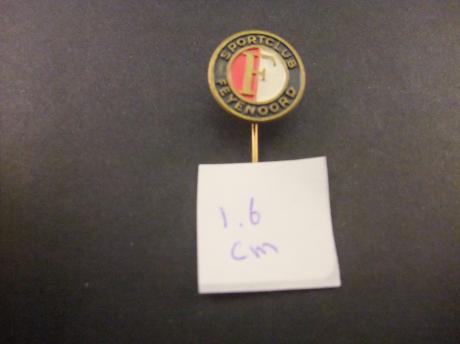 SPORTCLUB
F
FEYENOORD
1.6
cm